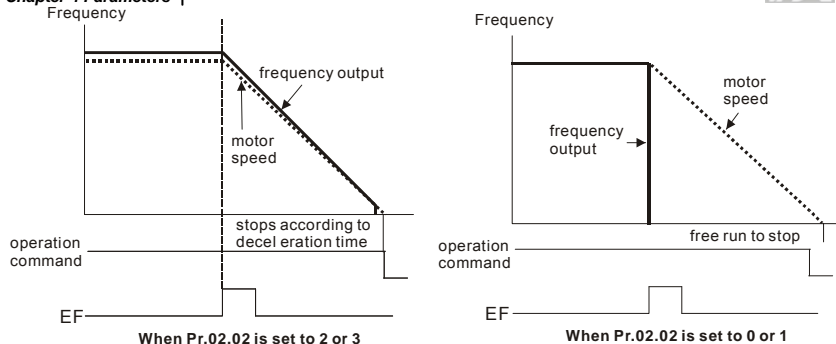 Chapter 4 Parameters
Frequency
frequency output
motor
speed
stops according to
decel eration time
operation
command
EF
When Pr.02.02 is set to 2 or 3
Frequency
motor
speed
frequency
output
free run to stop
operation
command
EF
When Pr.02.02 is set to 0 or 1